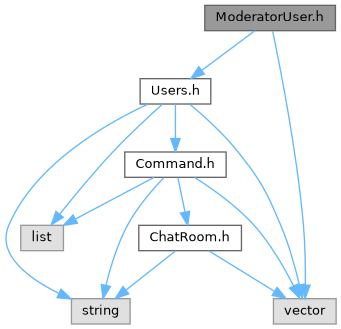 ModeratorUser.h
Users.h
Command.h
list
ChatRoom.h
string
vector